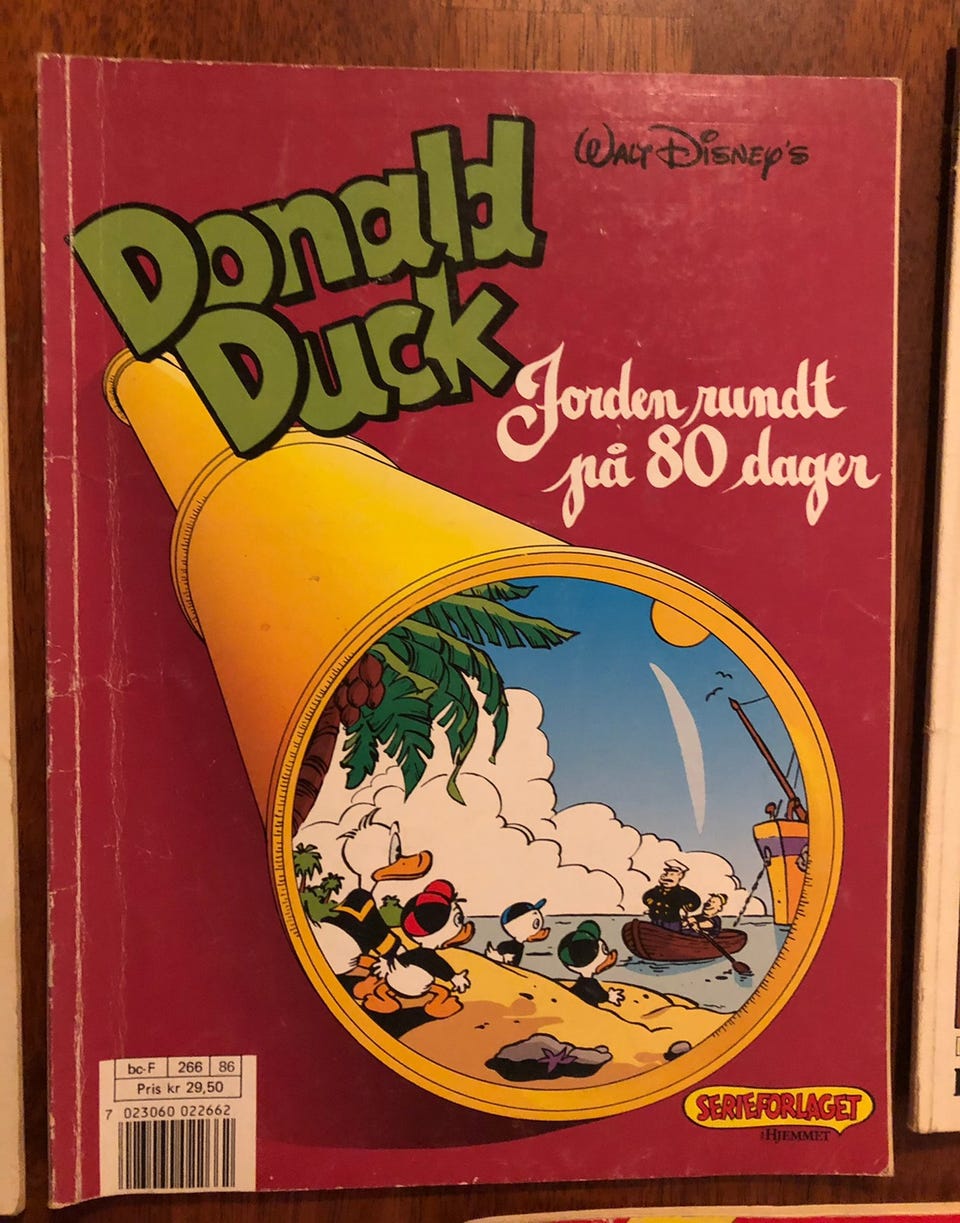 Walt Disney's
Donald
Duck
Jorden rundt
på 80 dager
bc-F 266 86
Pris kr 29,50
7 023060 022662
SERIEFORLAGET
HJEMMET